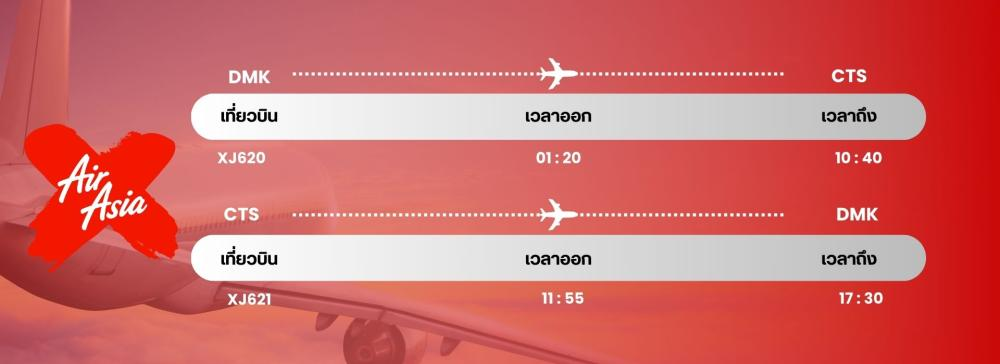 DMK CTS
เที่ยวบิน เวลาออก เวลาถึง
XJ620 01 : 20 10 : 40
Air
Asia
CTS DMK
เที่ยวบิน เวลาออก เวลาถึง
XJ621 11 : 55 17 : 30